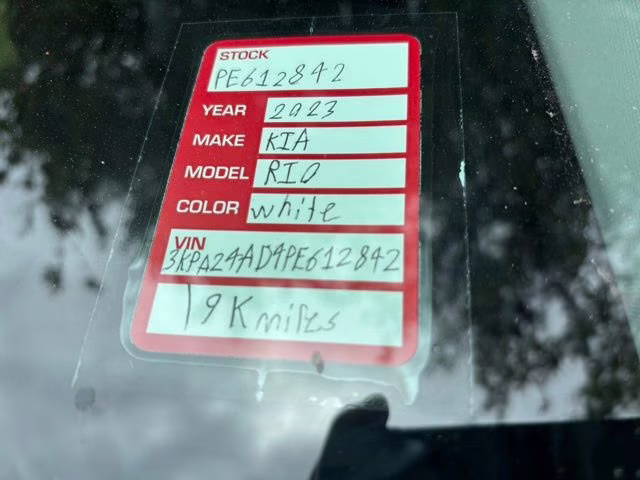 STOCK
PE612842
YEAR 2023
MAKE KIA
MODEL RIO
COLOR white
VIN
3KPA24AD4PE612842
19K miles